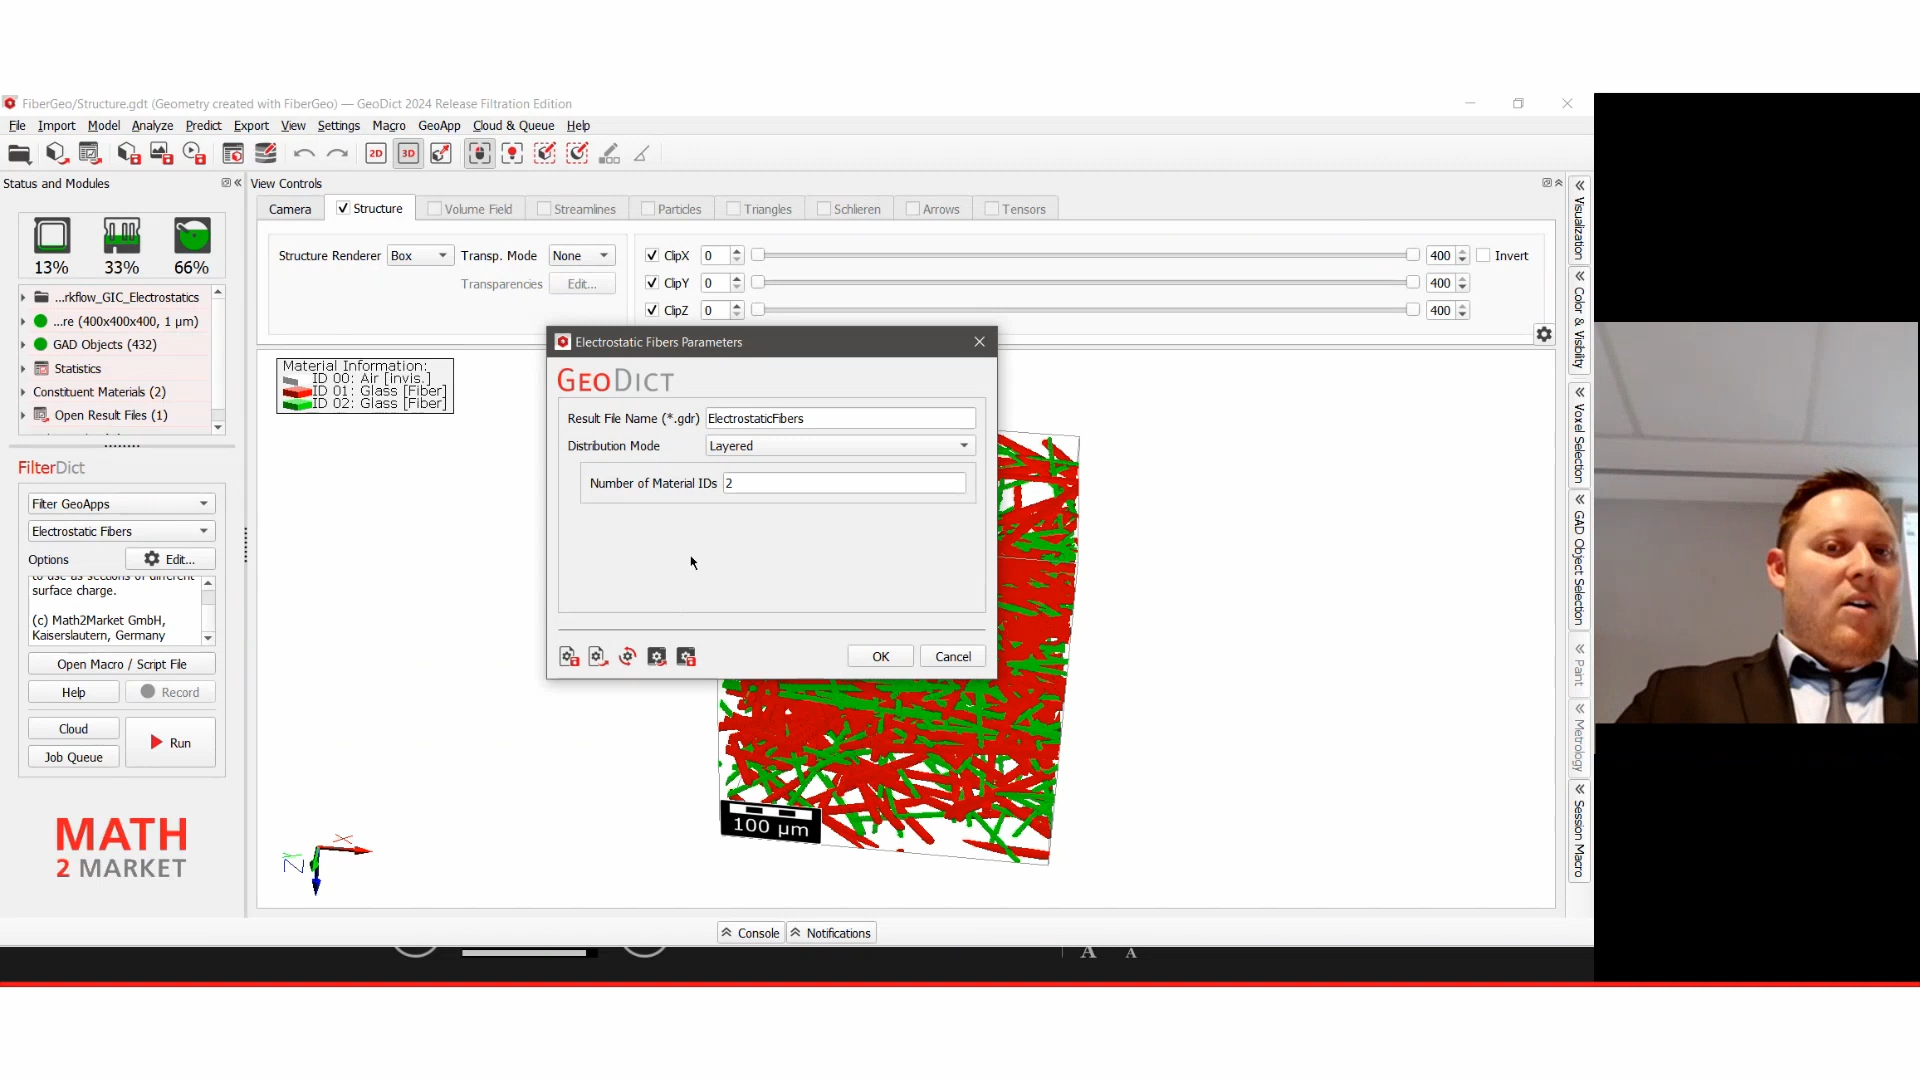 FiberGeo/Structure.gdt (Geometry created with FiberGeo) — GeoDict 2024 Release Filtration Edition
File Import Model Analyze Predict Export View Settings Macro GeoApp Cloud & Queue Help
2D 3D
Status and Modules
View Controls
13% 33% 66%
Camera Structure Volume Field Streamlines Particles Triangles Schlieren Arrows Tensors
Structure Renderer Box Transp. Mode None
Transparencies Edit...
ClipX 0 400 Invert
ClipY 0 400
ClipZ 0 400
...rkflow_GIC_Electrostatics
...re (400x400x400, 1 µm)
GAD Objects (432)
Statistics
Constituent Materials (2)
Open Result Files (1)
FilterDict
Filter GeoApps
Electrostatic Fibers
Options Edit...
to use as sections of different
surface charge.
(c) Math2Market GmbH,
Kaiserslautern, Germany
Open Macro / Script File
Help Record
Cloud
Run
Job Queue
MATH
2 MARKET
Material Information:
ID 00: Air [invis.]
ID 01: Glass [Fiber]
ID 02: Glass [Fiber]
Electrostatic Fibers Parameters
GEODICT
Result File Name (*.gdr) ElectrostaticFibers
Distribution Mode Layered
Number of Material IDs 2
OK Cancel
100 µm
X
Y
Z
Console Notifications
A A
Visualization
Color & Visibility
Voxel Selection
GAD Object Selection
Paint
Metrology
Session Macro